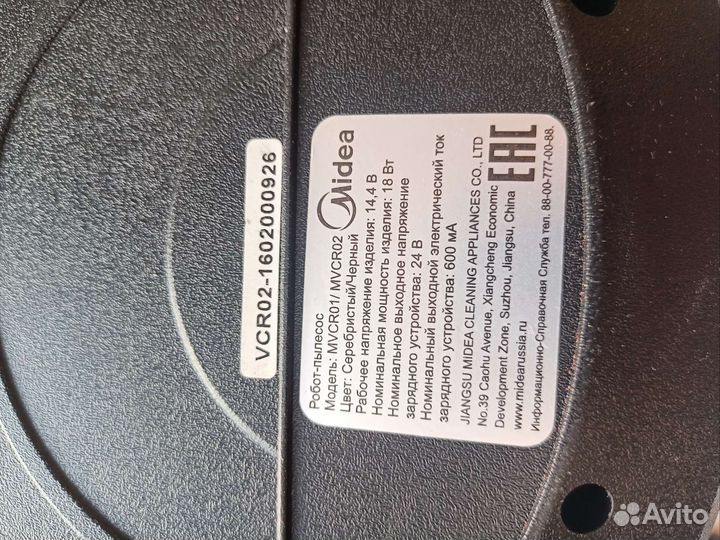 VCR02-1602000926
Midea
Робот-пылесос
Модель: MVCR01/ MVCR02
Цвет: Серебристый/Черный
Рабочее напряжение изделия: 14,4 В
Номинальная мощность изделия: 18 Вт
Номинальное выходное напряжение
зарядного устройства: 24 В
Номинальный выходной электрический ток
зарядного устройства: 600 мА
JIANGSU MIDEA CLEANING APPLIANCES CO., LTD
No.39 Caohu Avenue, Xiangcheng Economic
Development Zone, Suzhou, Jiangsu, China
www.midearussia.ru
Информационно-Справочная Служба тел. 88-00-777-00-88.
EAC
Avito